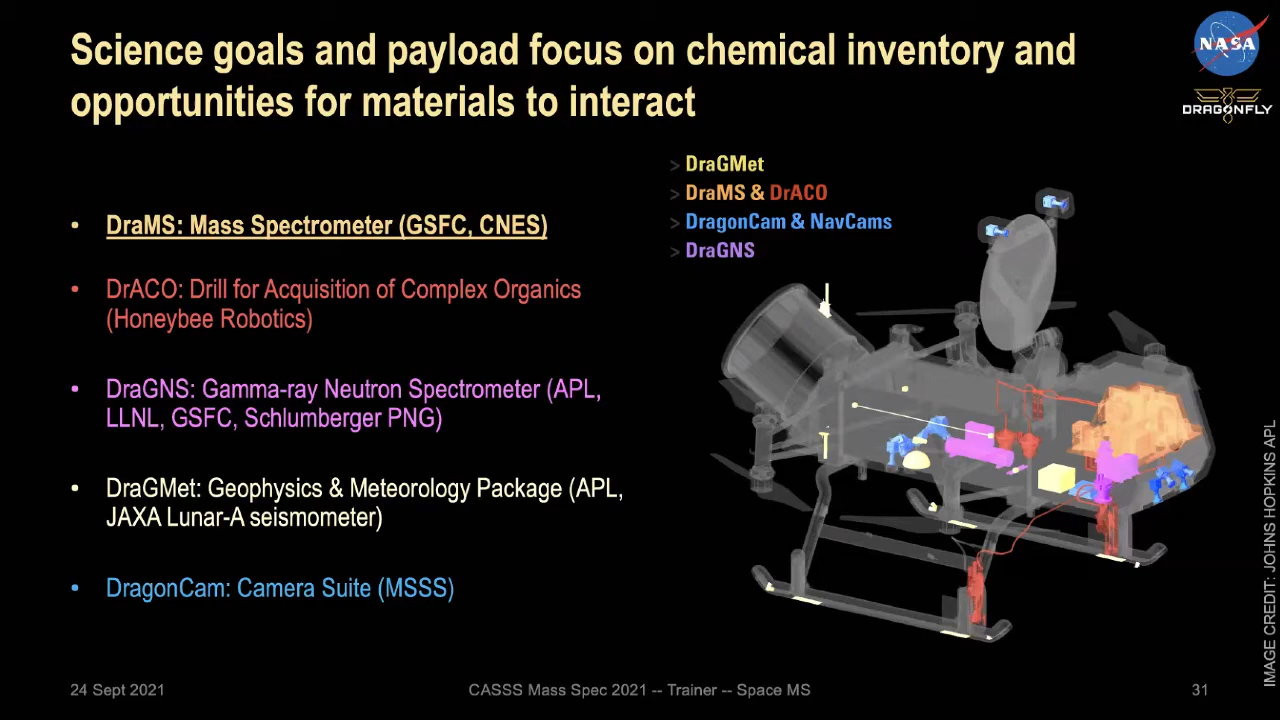 Science goals and payload focus on chemical inventory and
opportunities for materials to interact
NASA
DRAGONFLY
> DraGMet
> DraMS & DrACO
> DragonCam & NavCams
> DraGNS
• DraMS: Mass Spectrometer (GSFC, CNES)
• DrACO: Drill for Acquisition of Complex Organics
(Honeybee Robotics)
• DraGNS: Gamma-ray Neutron Spectrometer (APL,
LLNL, GSFC, Schlumberger PNG)
• DraGMet: Geophysics & Meteorology Package (APL,
JAXA Lunar-A seismometer)
• DragonCam: Camera Suite (MSSS)
IMAGE CREDIT: JOHNS HOPKINS APL
24 Sept 2021
CASSS Mass Spec 2021 -- Trainer -- Space MS
31